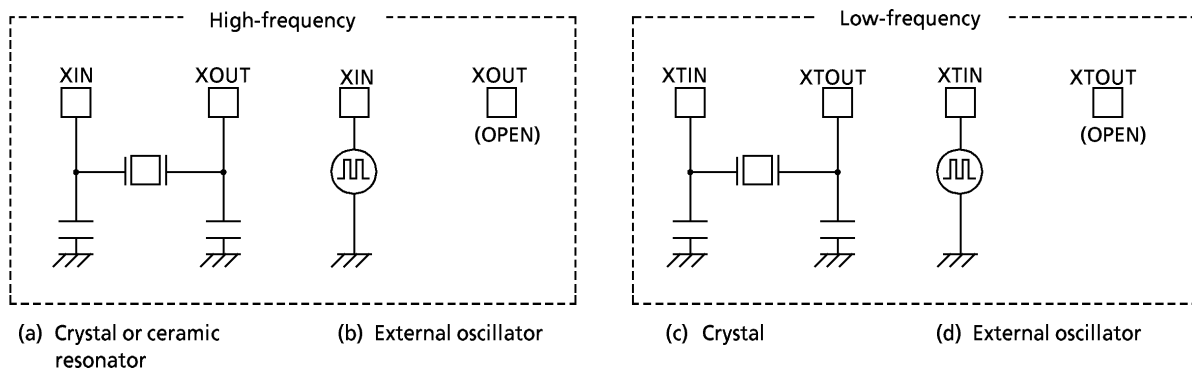 High-frequency
Low-frequency
XIN
XOUT
XIN
XOUT
(OPEN)
XTIN
XTOUT
XTIN
XTOUT
(OPEN)
(a) Crystal or ceramic
resonator
(b) External oscillator
(c) Crystal
(d) External oscillator